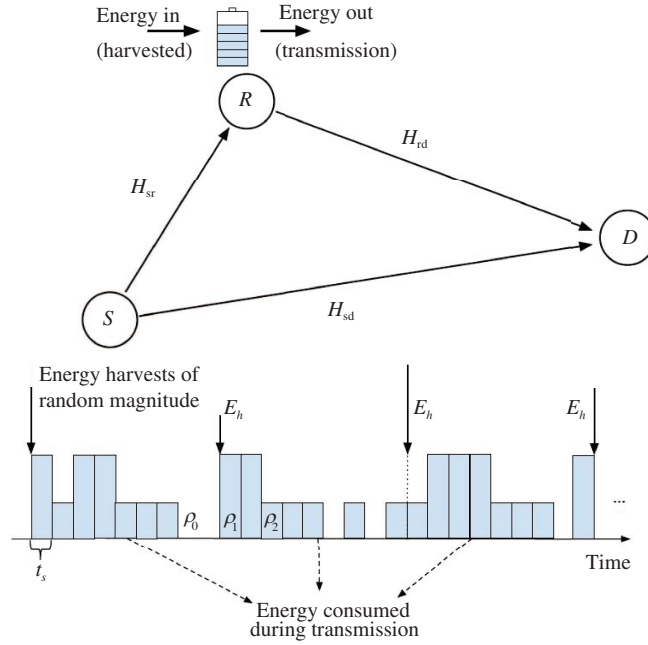 Energy in
(harvested)
Energy out
(transmission)
R
H_sr
H_rd
D
S
H_sd
Energy harvests of
random magnitude
E_h
E_h
E_h
ρ_0
ρ_1
ρ_2
...
t_s
Time
Energy consumed
during transmission